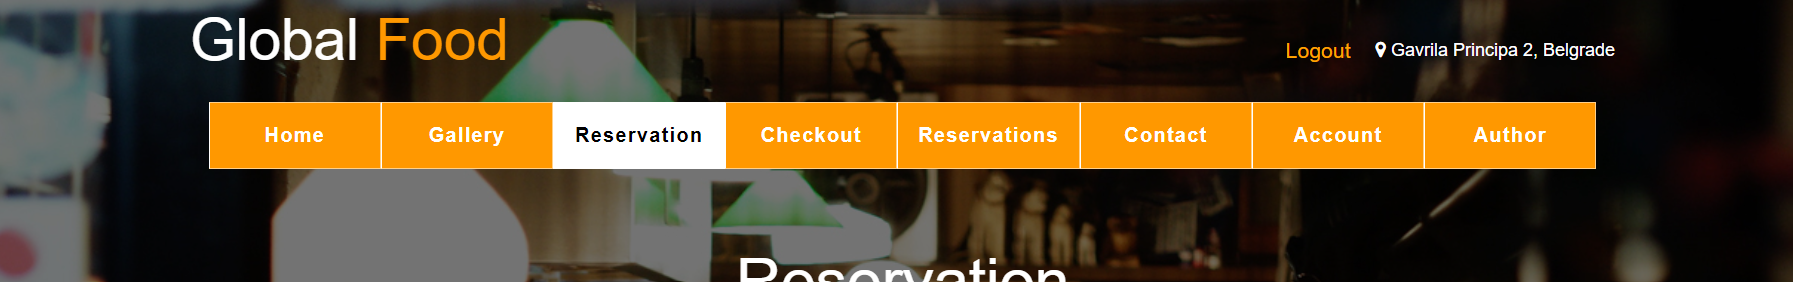 Global Food
Logout Gavrila Principa 2, Belgrade
Home Gallery Reservation Checkout Reservations Contact Account Author
Reservation